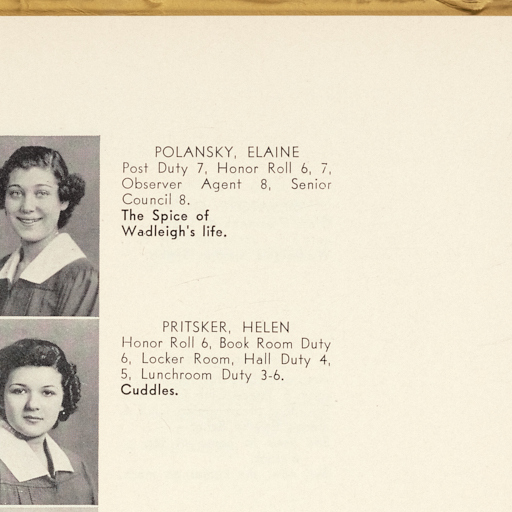 POLANSKY, ELAINE
Post Duty 7, Honor Roll 6, 7,
Observer Agent 8, Senior
Council 8.
The Spice of
Wadleigh's life.
PRITSKER, HELEN
Honor Roll 6, Book Room Duty
6, Locker Room, Hall Duty 4,
5, Lunchroom Duty 3-6.
Cuddles.